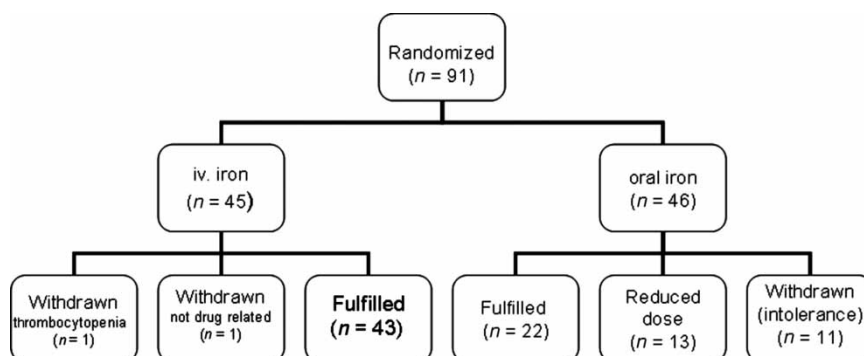 Randomized
(n = 91)
iv. iron
(n = 45)
oral iron
(n = 46)
Withdrawn
thrombocytopenia
(n = 1)
Withdrawn
not drug related
(n = 1)
Fulfilled
(n = 43)
Fulfilled
(n = 22)
Reduced
dose
(n = 13)
Withdrawn
(intolerance)
(n = 11)